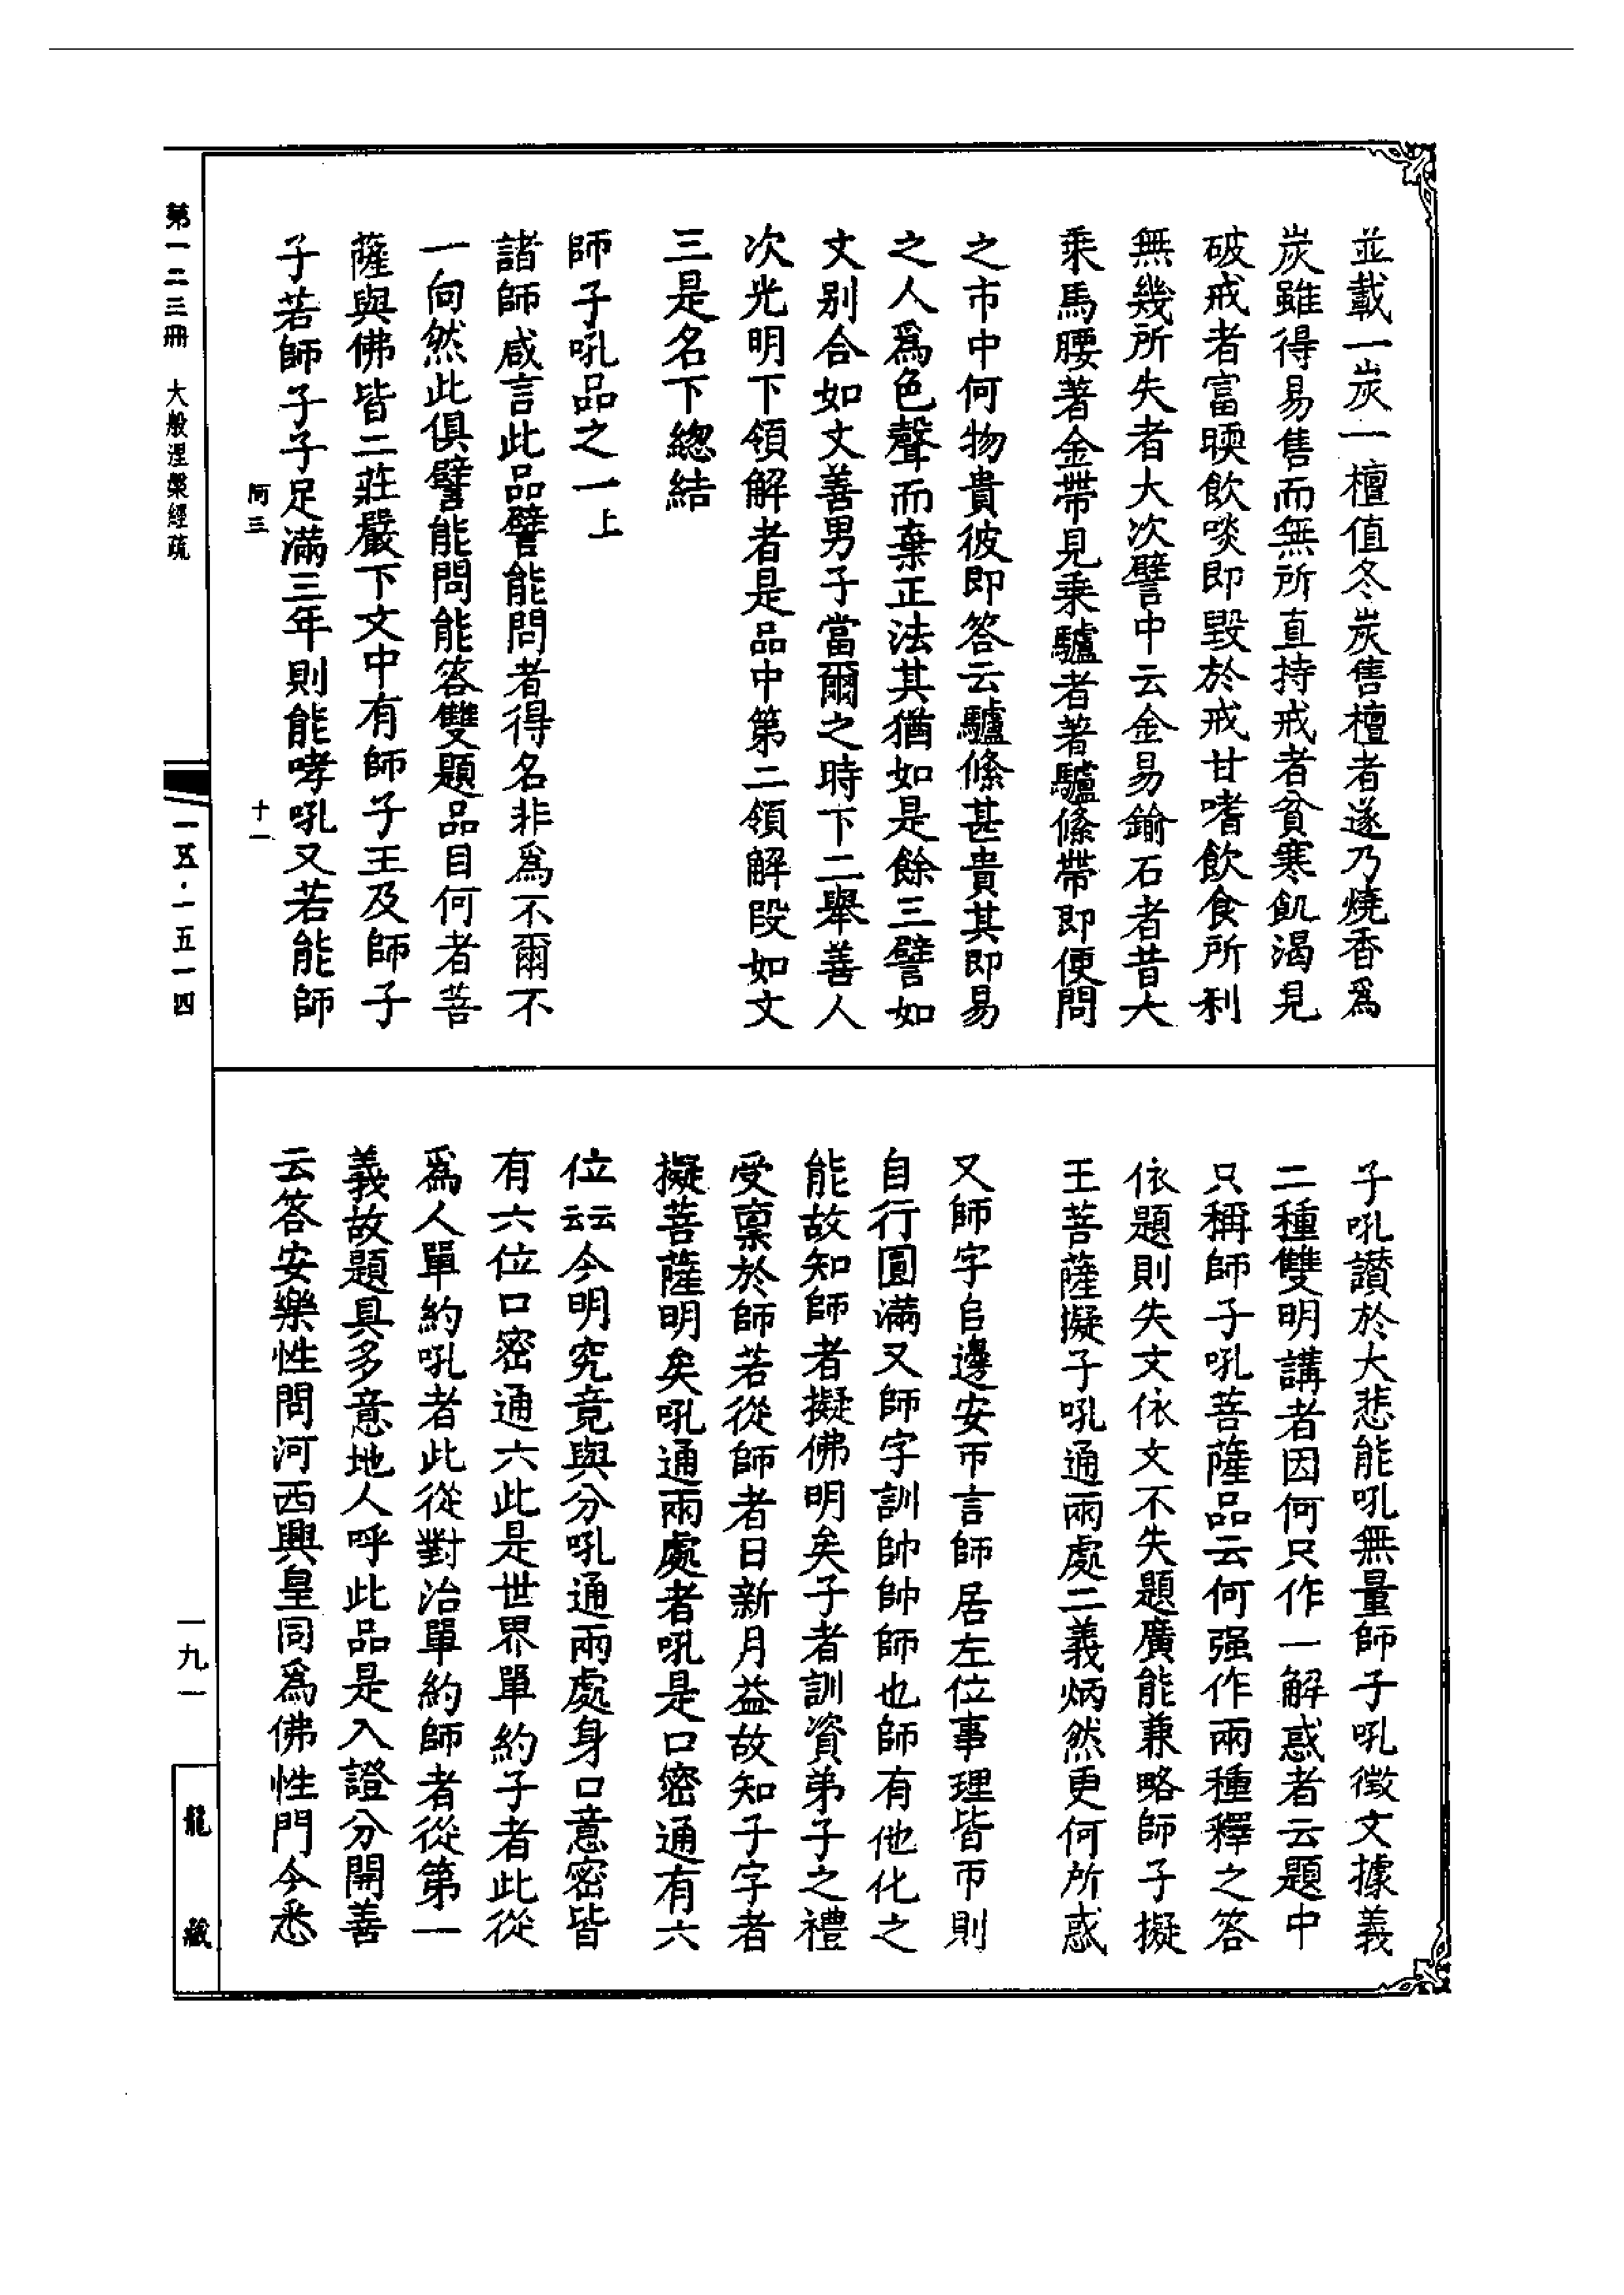 並載一炭一檀值冬炭售檀者遂乃燒香爲
炭雖得易售而無所直持戒者貧寒飢渴見
破戒者富暖飲啖即毀於戒甘嗜飲食所利
無幾所失者大次譬中云金易鍮石者昔大
乘馬腰著金帶見乘驢者著驢絛帶即便問
之市中何物貴彼即答云驢絛甚貴其即易
之人爲色聲而棄正法其猶如是餘三譬如
文別合如文善男子當爾之時下二舉善人
次光明下領解者是品中第二領解段如文
三是名下總結
師子吼品之一上
諸師咸言此品譬能問者得名非爲不爾不
一向然此俱譬能問能答雙題品目何者菩
薩與佛皆二莊嚴下文中有師子王及師子
子若師子子足滿三年則能哮吼又若能師
阿三 十一
子吼讃於大悲能吼無量師子吼徵文據義
二種雙明講者因何只作一解惑者云題中
只稱師子吼菩薩品云何强作兩種釋之答
依題則失文依文不失題廣能兼略師子擬
王菩薩擬子吼通兩處二義炳然更何所惑
又師字𠂤邊安帀言師居左位事理皆帀則
自行圓滿又師字訓帥帥師也師有他化之
能故知師者擬佛明矣子者訓資弟子之禮
受稟於師若從師者日新月益故知子字者
擬菩薩明矣吼通兩處者吼是口密通有六
位云云今明究竟與分吼通兩處身口意密皆
有六位口密通六此是世界單約子者此從
爲人單約吼者此從對治單約師者從第一
義故題具多意地人呼此品是入證分開善
云答安樂性問河西興皇同爲佛性門今悉
第一二三冊 大般涅槃經疏
一五·一五一四
一九一
龍藏